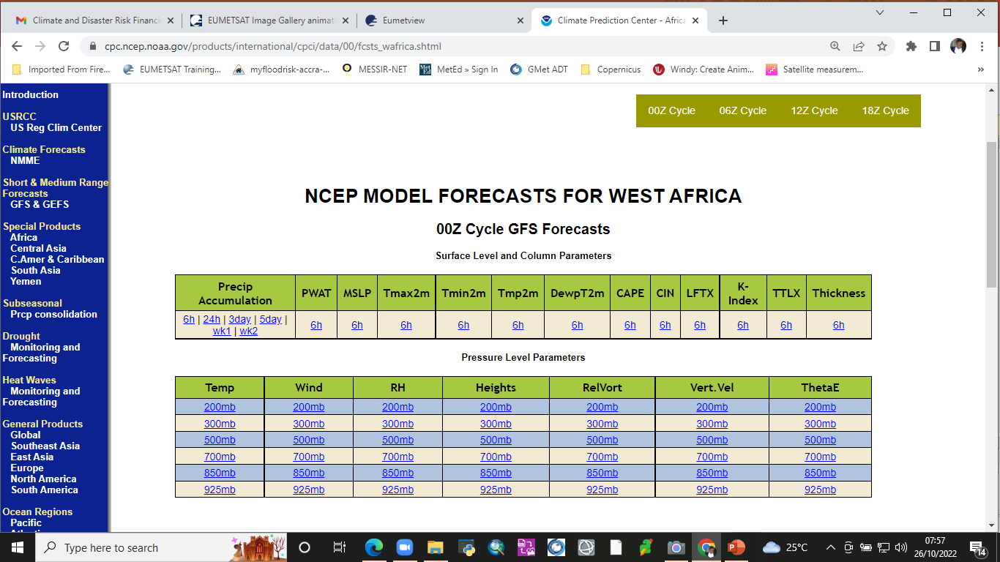 Climate and Disaster Risk Financi
EUMETSAT Image Gallery animati
Eumetview
Climate Prediction Center - Africa
cpc.ncep.noaa.gov/products/international/cpci/data/00/fcsts_wafrica.shtml
Imported From Fire...
EUMETSAT Training...
myfloodrisk-accra-...
MESSIR-NET
MetEd » Sign In
GMet ADT
Copernicus
Windy: Create Anim...
Satellite measurem...
»
Introduction
USRCC
US Reg Clim Center
Climate Forecasts
NMME
Short & Medium Range
Forecasts
GFS & GEFS
Special Products
Africa
Central Asia
C.Amer & Caribbean
South Asia
Yemen
Subseasonal
Prcp consolidation
Drought
Monitoring and
Forecasting
Heat Waves
Monitoring and
Forecasting
General Products
Global
Southeast Asia
East Asia
Europe
North America
South America
Ocean Regions
Pacific
00Z Cycle 06Z Cycle 12Z Cycle 18Z Cycle
NCEP MODEL FORECASTS FOR WEST AFRICA
00Z Cycle GFS Forecasts
Surface Level and Column Parameters
Precip Accumulation PWAT MSLP Tmax2m Tmin2m Tmp2m DewpT2m CAPE CIN LFTX K-Index TTLX Thickness
6h | 24h | 3day | 5day |
wk1 | wk2
6h 6h 6h 6h 6h 6h 6h 6h 6h 6h 6h 6h
Pressure Level Parameters
Temp Wind RH Heights RelVort Vert.Vel ThetaE
200mb 200mb 200mb 200mb 200mb 200mb 200mb
300mb 300mb 300mb 300mb 300mb 300mb 300mb
500mb 500mb 500mb 500mb 500mb 500mb 500mb
700mb 700mb 700mb 700mb 700mb 700mb 700mb
850mb 850mb 850mb 850mb 850mb 850mb 850mb
925mb 925mb 925mb 925mb 925mb 925mb 925mb
Type here to search
25°C
07:57
26/10/2022
14